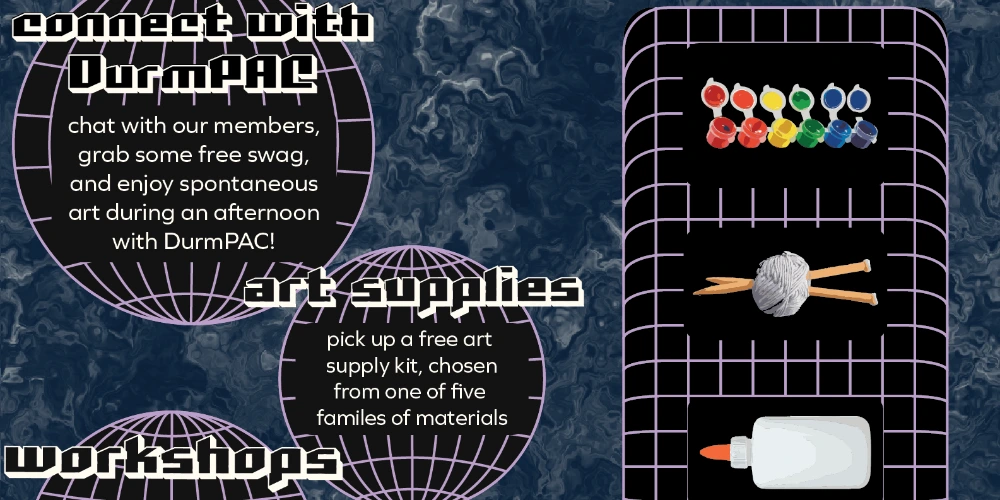 connect with
DurmPAC
chat with our members,
grab some free swag,
and enjoy spontaneous
art during an afternoon
with DurmPAC!
art supplies
pick up a free art
supply kit, chosen
from one of five
familes of materials
workshops